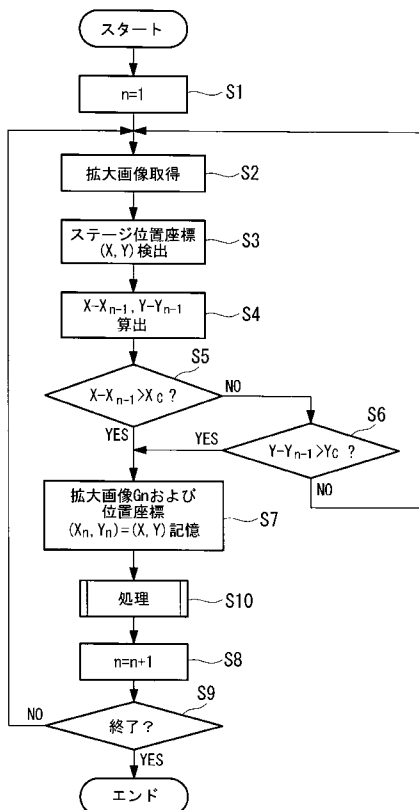 スタート
n=1
S1
拡大画像取得
S2
ステージ位置座標
(X,Y)検出
S3
X−Xn−1,Y−Yn−1
算出
S4
S5
X−Xn−1>XC ?
NO
YES
S6
Y−Yn−1>YC ?
YES
NO
拡大画像Gnおよび
位置座標
(Xn,Yn)=(X,Y)記憶
S7
処理
S10
n=n+1
S8
S9
終了?
NO
YES
エンド